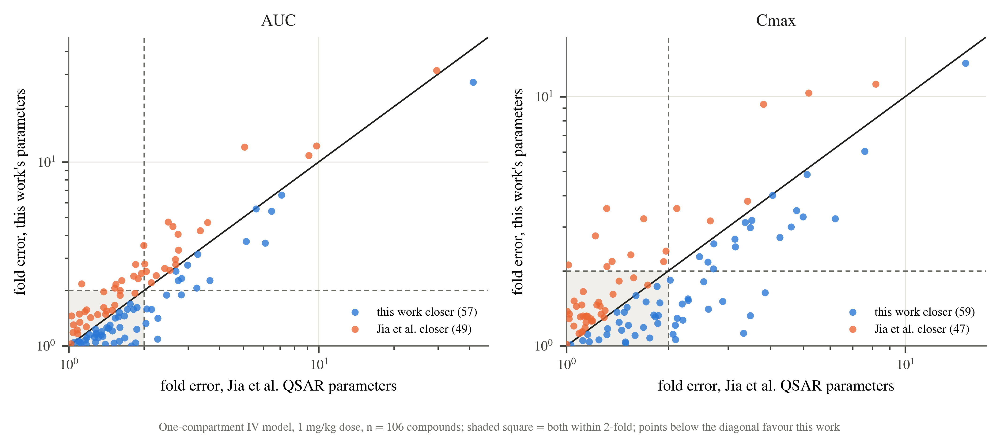 AUC
fold error, this work's parameters
10¹
10⁰
10⁰
10¹
this work closer (57)
Jia et al. closer (49)
fold error, Jia et al. QSAR parameters
Cmax
fold error, this work's parameters
10¹
10⁰
10⁰
10¹
this work closer (59)
Jia et al. closer (47)
fold error, Jia et al. QSAR parameters
One-compartment IV model, 1 mg/kg dose, n = 106 compounds; shaded square = both within 2-fold; points below the diagonal favour this work